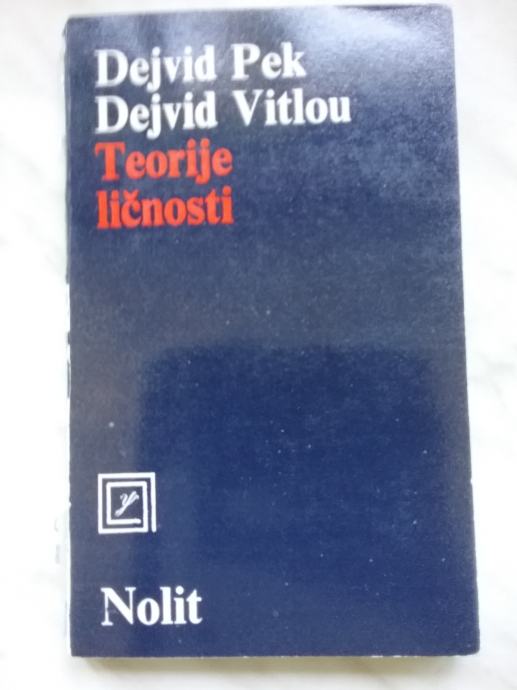 Dejvid Pek
Dejvid Vitlou
Teorije
ličnosti
Nolit